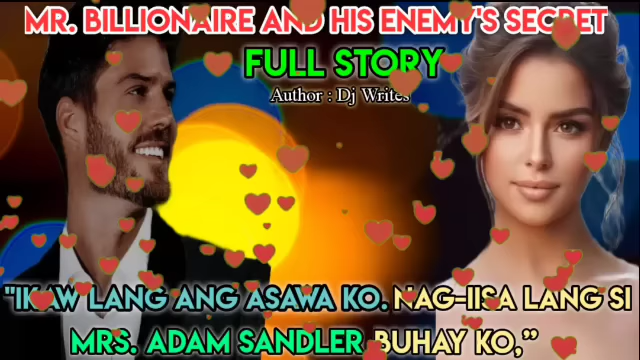 MR. BILLIONAIRE AND HIS ENEMY'S SECRET
FULL STORY
Author : Dj Writes
"IKAW LANG ANG ASAWA KO. NAG-IISA LANG SI
MRS. ADAM SANDLER BUHAY KO,”